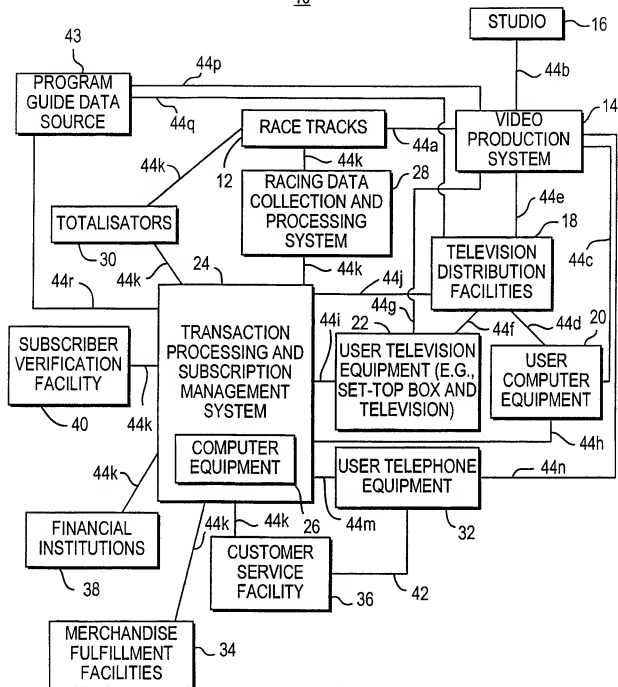 10
STUDIO
16
43
44p
44b
PROGRAM
GUIDE DATA
SOURCE
44q
14
VIDEO
PRODUCTION
SYSTEM
RACE TRACKS
44a
44k
12
44k
28
RACING DATA
COLLECTION AND
PROCESSING
SYSTEM
44e
18
44c
TOTALISATORS
30
44k
24
44k
44r
44j
44g
TELEVISION
DISTRIBUTION
FACILITIES
22
44f
44d
20
SUBSCRIBER
VERIFICATION
FACILITY
40
44k
TRANSACTION
PROCESSING AND
SUBSCRIPTION
MANAGEMENT
SYSTEM
44i
USER TELEVISION
EQUIPMENT (E.G.,
SET-TOP BOX AND
TELEVISION)
USER
COMPUTER
EQUIPMENT
44h
COMPUTER
EQUIPMENT
26
USER TELEPHONE
EQUIPMENT
32
44n
44m
44k
FINANCIAL
INSTITUTIONS
38
44k
44k
CUSTOMER
SERVICE
FACILITY
36
42
MERCHANDISE
FULFILLMENT
FACILITIES
34